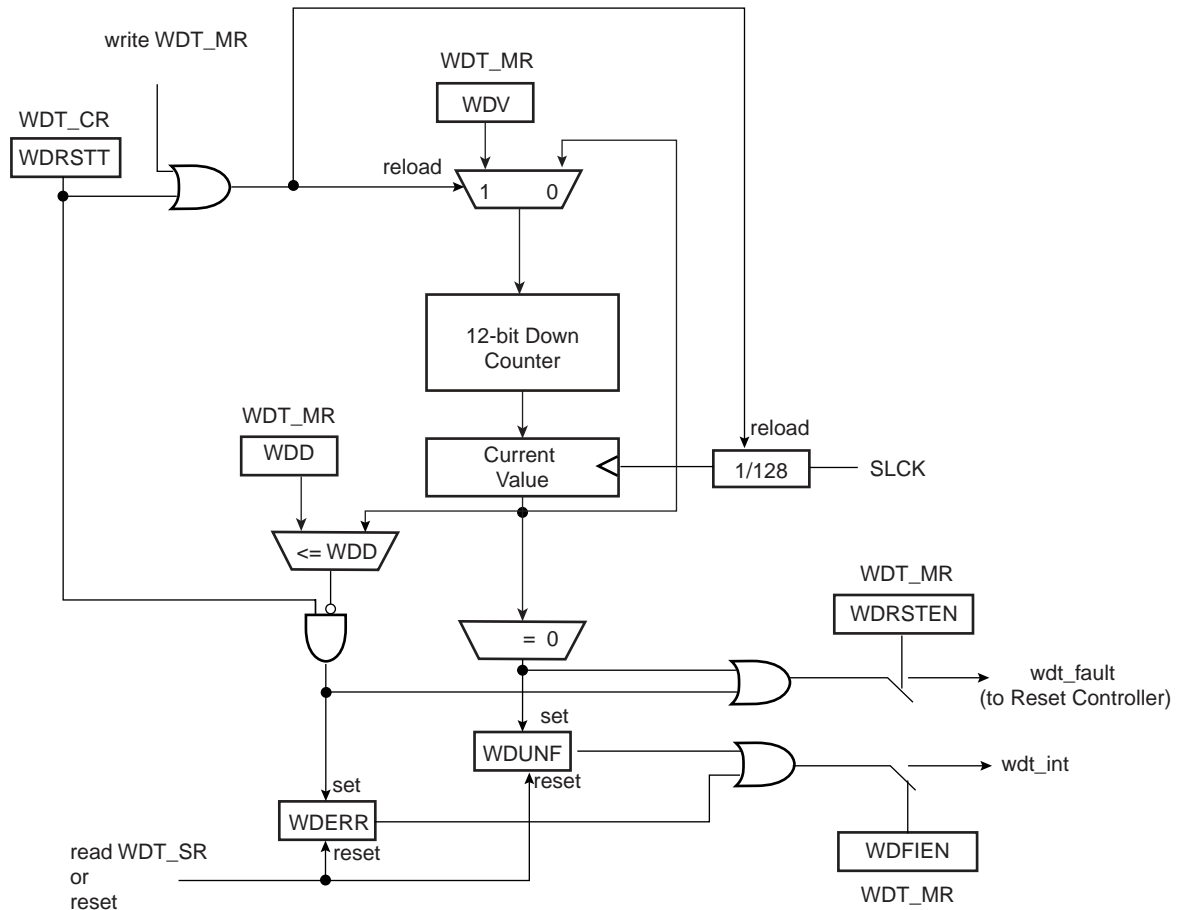 write WDT_MR
WDT_MR
WDV
WDT_CR
WDRSTT
reload
1 0
12-bit Down
Counter
WDT_MR
WDD
reload
Current
Value
1/128
SLCK
<= WDD
WDT_MR
WDRSTEN
= 0
wdt_fault
(to Reset Controller)
set
WDUNF
reset
wdt_int
set
WDERR
reset
read WDT_SR
or
reset
WDFIEN
WDT_MR